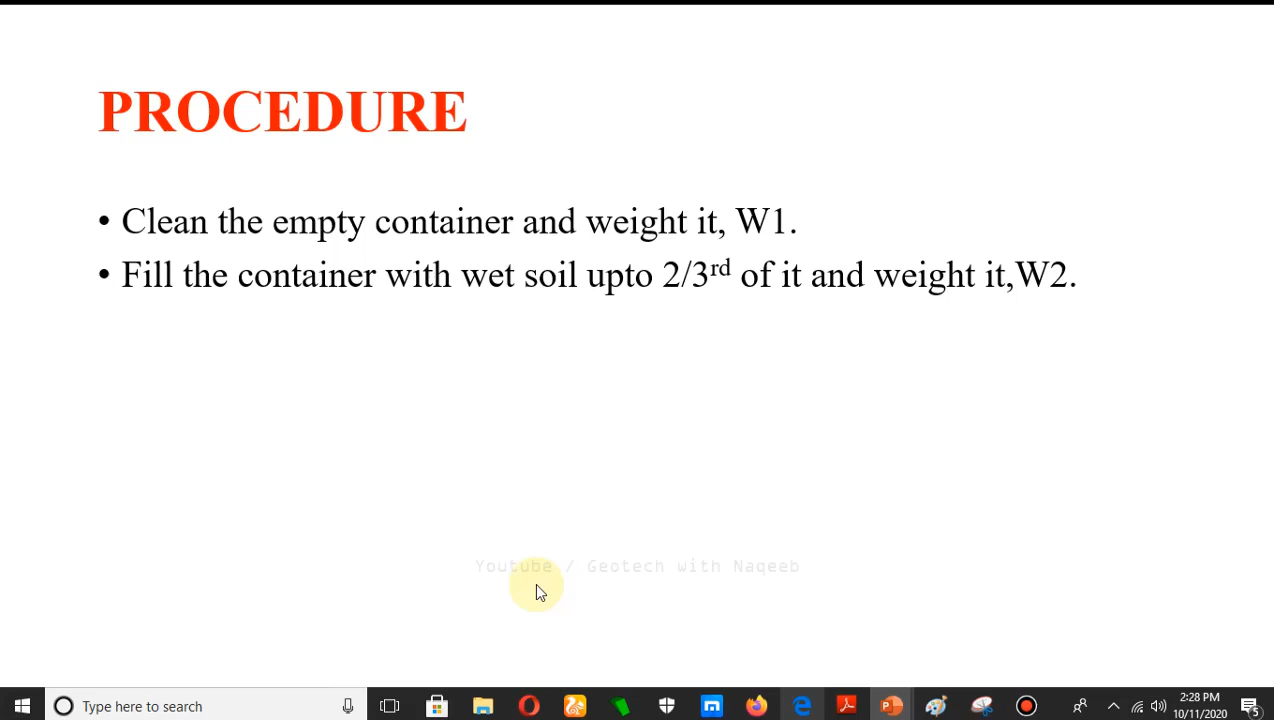 PROCEDURE
• Clean the empty container and weight it, W1.
• Fill the container with wet soil upto 2/3rd of it and weight it,W2.
Youtube / Geotech with Naqeeb
Type here to search
2:28 PM
10/11/2020
5